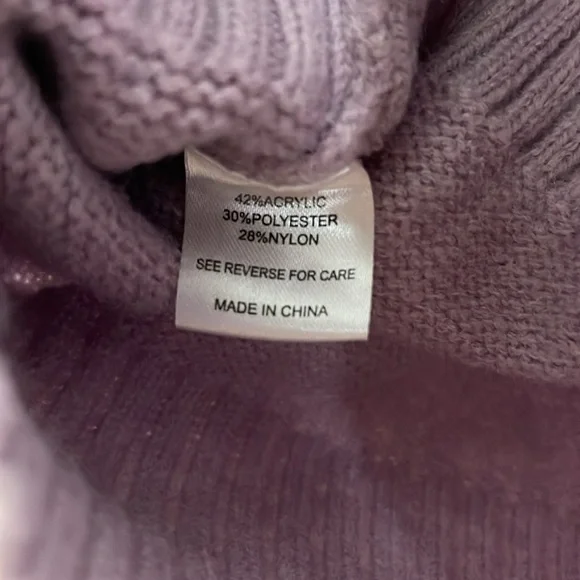 42%ACRYLIC
30%POLYESTER
28%NYLON
SEE REVERSE FOR CARE
MADE IN CHINA